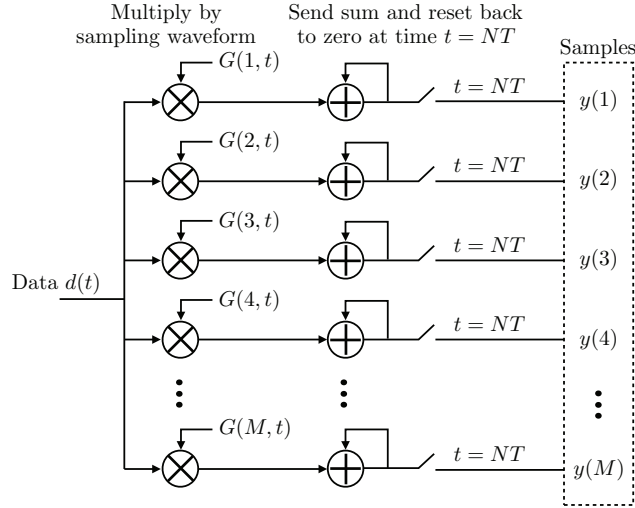 Multiply by
sampling waveform
Send sum and reset back
to zero at time t = NT
Samples
G(1, t)
t = NT
y(1)
G(2, t)
t = NT
y(2)
G(3, t)
t = NT
y(3)
Data d(t)
G(4, t)
t = NT
y(4)
G(M, t)
t = NT
y(M)